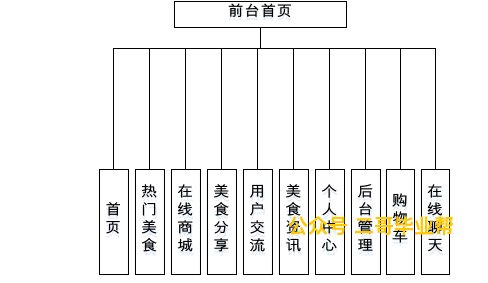 前台首页
首页
热门美食
在线商城
美食分享
用户交流
美食资讯
个人中心
后台管理
购物车
在线聊天
公众号 二哥毕业帮